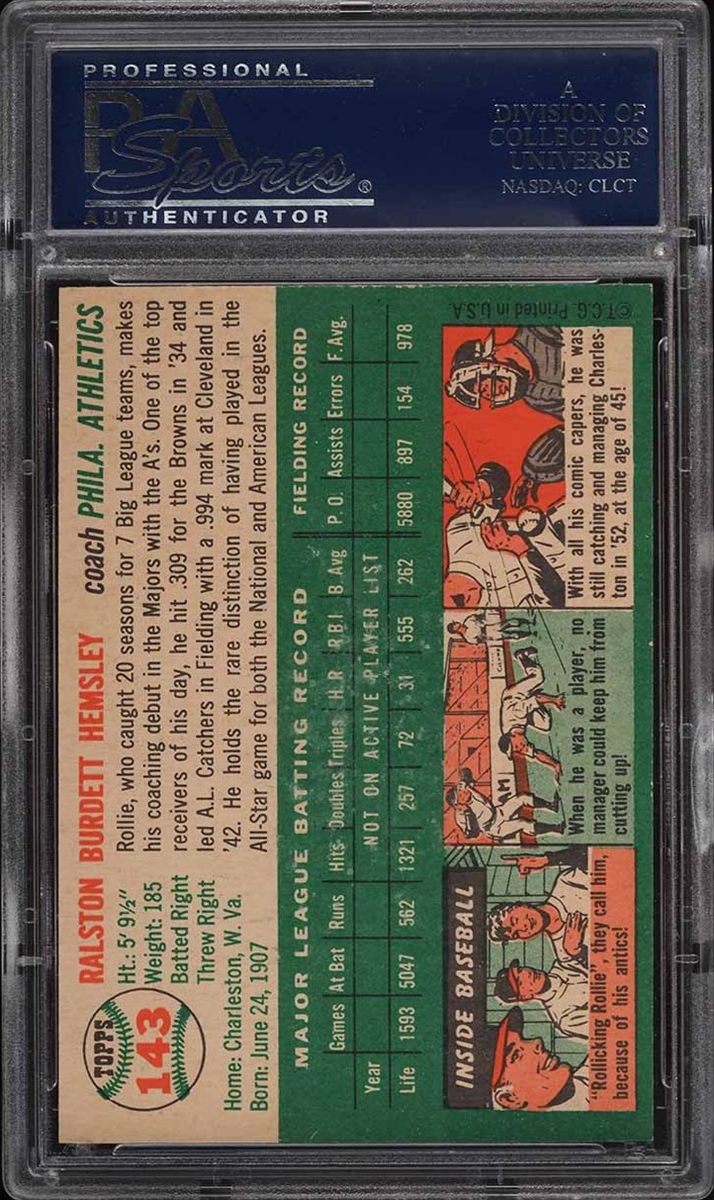 PROFESSIONAL
PSA
Sports®
AUTHENTICATOR
A
DIVISION OF
COLLECTORS
UNIVERSE
NASDAQ: CLCT
TOPPS
143
RALSTON BURDETT HEMSLEY coach PHILA. ATHLETICS
Ht.: 5' 9½"
Weight: 185
Batted Right
Threw Right
Home: Charleston, W. Va.
Born: June 24, 1907
Rollie, who caught 20 seasons for 7 Big League teams, makes
his coaching debut in the Majors with the A's. One of the top
receivers of his day, he hit .309 for the Browns in '34 and
led A.L. Catchers in Fielding with a .994 mark at Cleveland in
'42. He holds the rare distinction of having played in the
All-Star game for both the National and American Leagues.
MAJOR LEAGUE BATTING RECORD FIELDING RECORD
Games At Bat Runs Hits Doubles Triples H.R. R.B.I. B. Avg P. O. Assists Errors F. Avg.
Year NOT ON ACTIVE PLAYER LIST
Life 1593 5047 562 1321 257 72 31 555 262 5880 897 154 978
INSIDE BASEBALL
"Rollicking Rollie", they call him,
because of his antics!
When he was a player, no
manager could keep him from
cutting up!
With all his comic capers, he was
still catching and managing Charles-
ton in '52, at the age of 45!
©T.C.G. Printed in U.S.A.